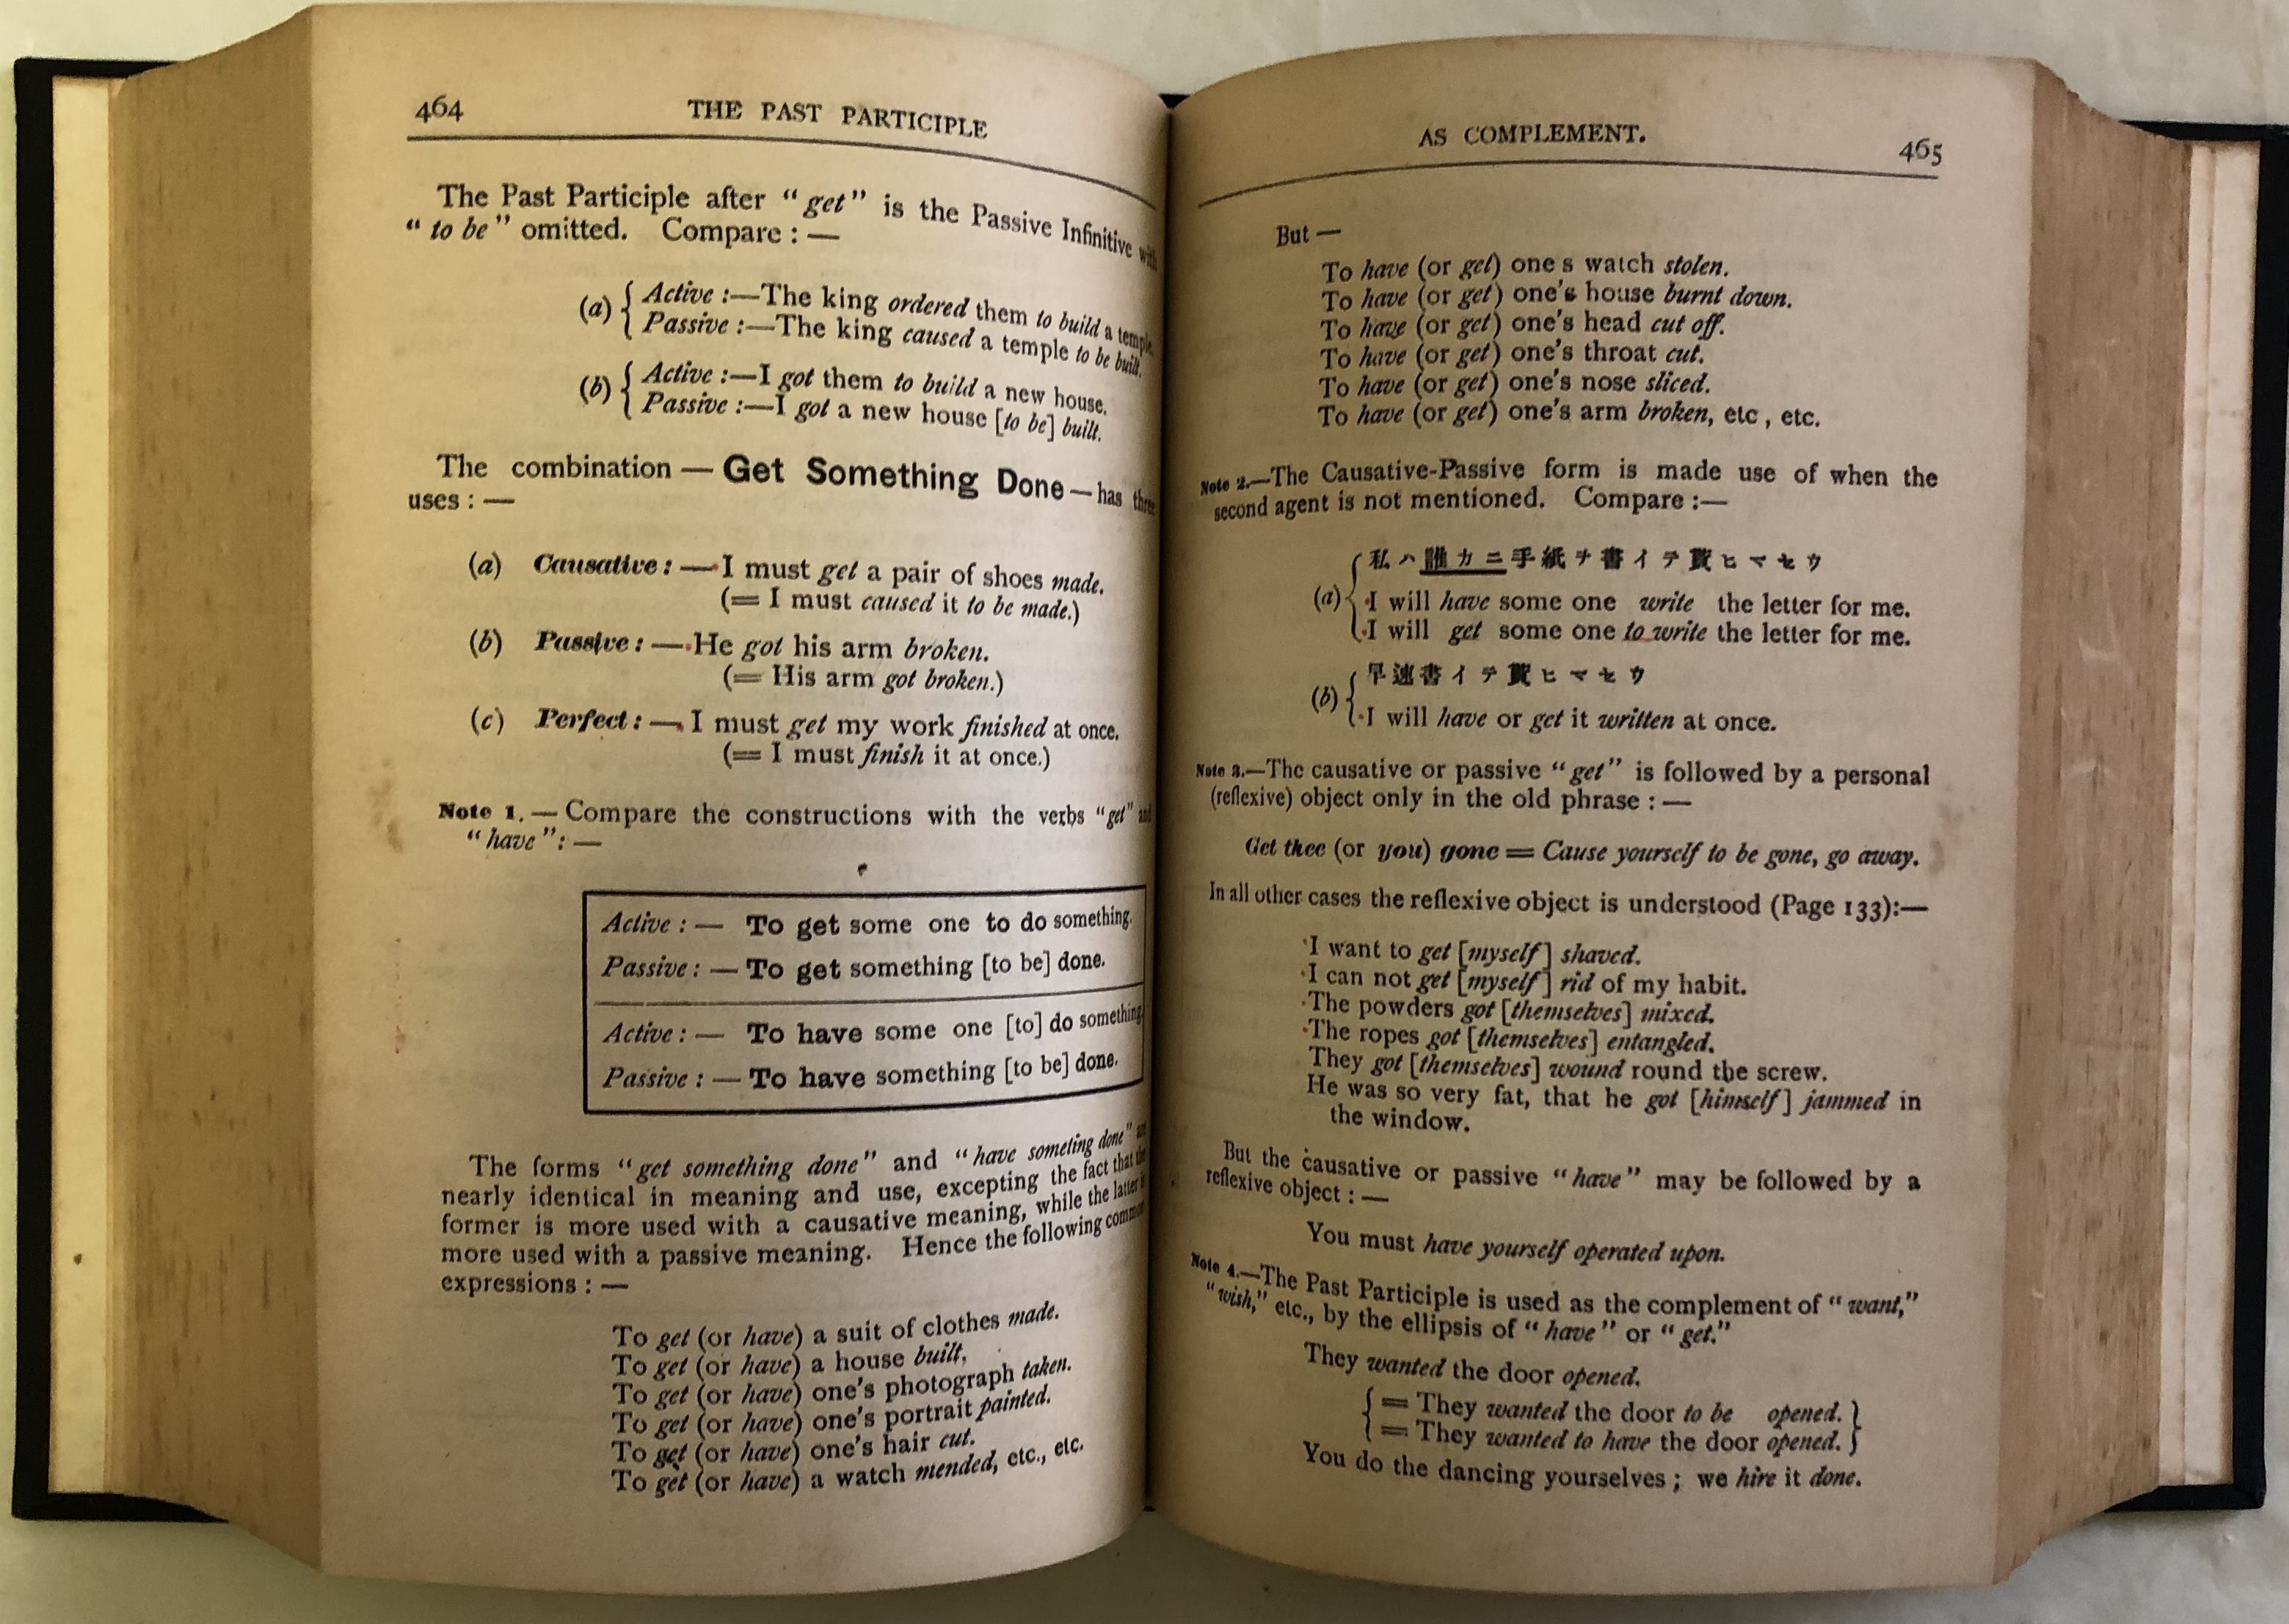 464 THE PAST PARTICIPLE
The Past Participle after “ get ” is the Passive Infinitive with
“ to be ” omitted. Compare : —
(a) { Active :—The king ordered them to build a temple.
Passive :—The king caused a temple to be built.
(b) { Active :—I got them to build a new house.
Passive :—I got a new house [to be] built.
The combination — Get Something Done — has three
uses : —
(a) Causative : — I must get a pair of shoes made.
(= I must caused it to be made.)
(b) Passive : — He got his arm broken.
(= His arm got broken.)
(c) Perfect : — I must get my work finished at once.
(= I must finish it at once.)
Note 1. — Compare the constructions with the verbs “get” and
“ have ” : —
Active : — To get some one to do something.
Passive : — To get something [to be] done.
Active : — To have some one [to] do something.
Passive : — To have something [to be] done.
The forms “get something done” and “have someting done” are
nearly identical in meaning and use, excepting the fact that the
former is more used with a causative meaning, while the latter is
more used with a passive meaning. Hence the following common
expressions : —
To get (or have) a suit of clothes made.
To get (or have) a house built,
To get (or have) one's photograph taken.
To get (or have) one's portrait painted.
To get (or have) one's hair cut.
To get (or have) a watch mended, etc., etc.
AS COMPLEMENT. 465
But —
To have (or get) one s watch stolen.
To have (or get) one's house burnt down.
To have (or get) one's head cut off.
To have (or get) one's throat cut.
To have (or get) one's nose sliced.
To have (or get) one's arm broken, etc , etc.
Note 2.—The Causative-Passive form is made use of when the
second agent is not mentioned. Compare :—
私ハ誰カニ手紙ヲ書イテ貰ヒマセウ
(a) { I will have some one write the letter for me.
I will get some one to write the letter for me.
早速書イテ貰ヒマセウ
(b) { I will have or get it written at once.
Note 3.—The causative or passive “ get ” is followed by a personal
(reflexive) object only in the old phrase : —
Get thee (or you) gone = Cause yourself to be gone, go away.
In all other cases the reflexive object is understood (Page 133):—
I want to get [myself] shaved.
I can not get [myself] rid of my habit.
The powders got [themselves] mixed.
The ropes got [themselves] entangled.
They got [themselves] wound round the screw.
He was so very fat, that he got [himself] jammed in
the window.
But the causative or passive “ have ” may be followed by a
reflexive object : —
You must have yourself operated upon.
Note 4.—The Past Participle is used as the complement of “ want,”
“wish,” etc., by the ellipsis of “ have ” or “ get.”
They wanted the door opened.
{ = They wanted the door to be opened. }
{ = They wanted to have the door opened. }
You do the dancing yourselves ; we hire it done.